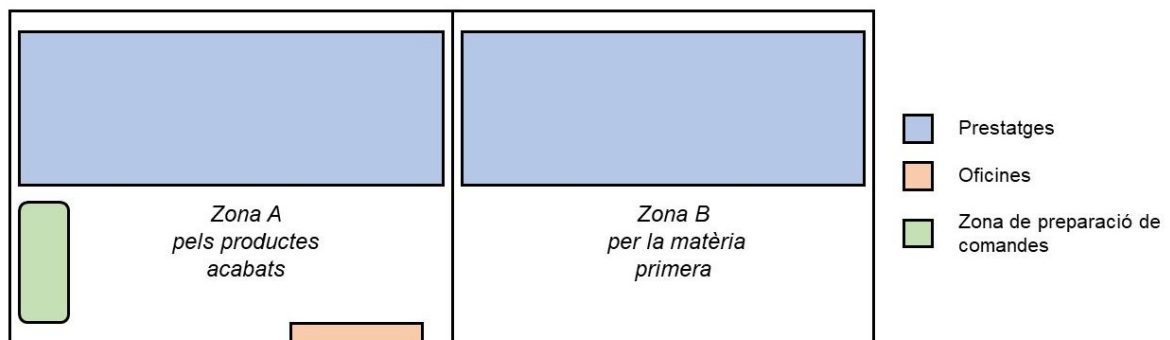 Zona A
pels productes
acabats
Zona B
per la matèria
primera
Prestatges
Oficines
Zona de preparació de
comandes